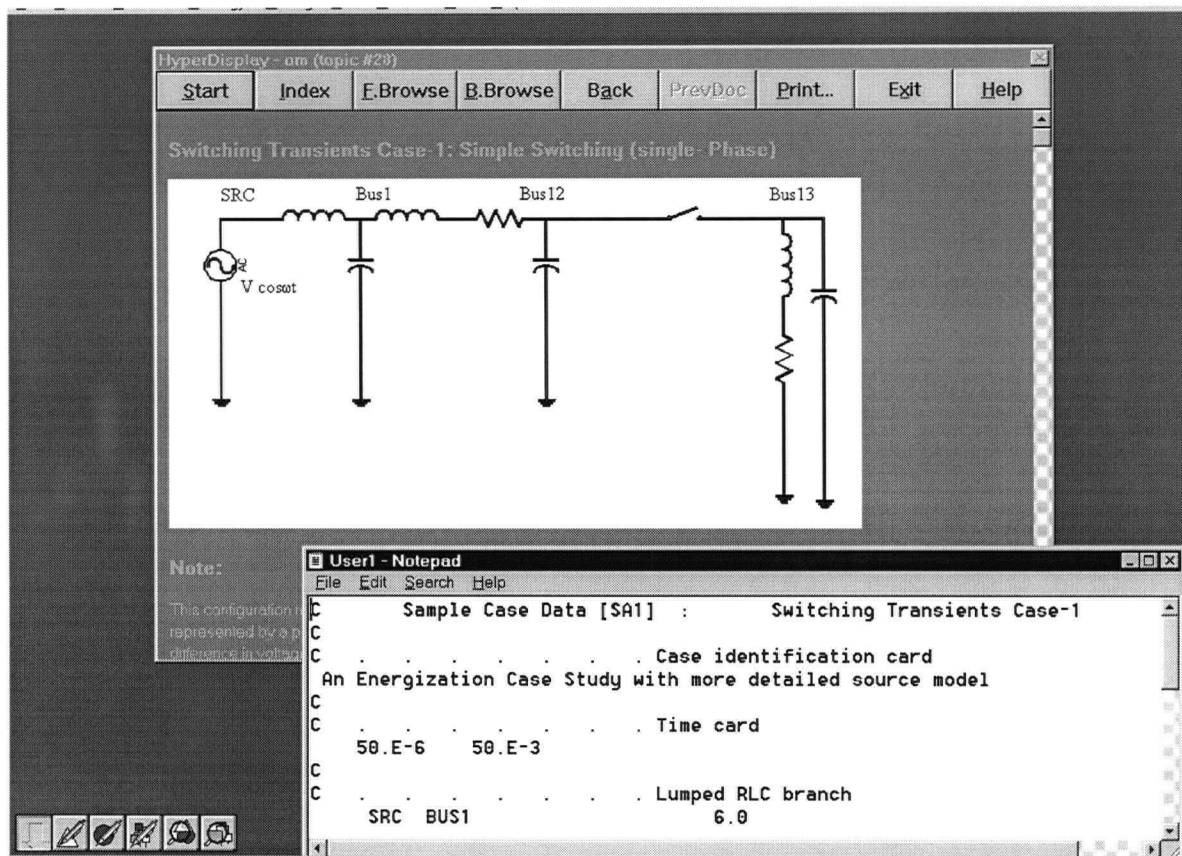 HyperDisplay - om (topic #28)
Start Index F.Browse B.Browse Back PrevDoc Print... Exit Help
Switching Transients Case-1: Simple Switching (single- Phase)
SRC Bus1 Bus12 Bus13
AC
V cosωt
Note:
This configuration
represented by a
difference in voltage
User1 - Notepad
File Edit Search Help
C Sample Case Data [SA1] : Switching Transients Case-1
C
C . . . . . . . Case identification card
An Energization Case Study with more detailed source model
C
C . . . . . . . Time card
50.E-6 50.E-3
C
C . . . . . . . Lumped RLC branch
SRC BUS1 6.0